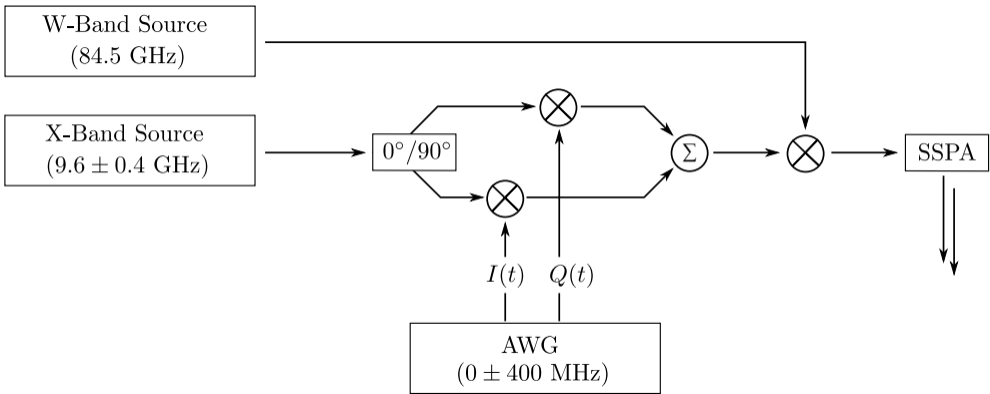 W-Band Source
(84.5 GHz)
X-Band Source
(9.6 ± 0.4 GHz)
0°/90°
Σ
SSPA
I(t) Q(t)
AWG
(0 ± 400 MHz)